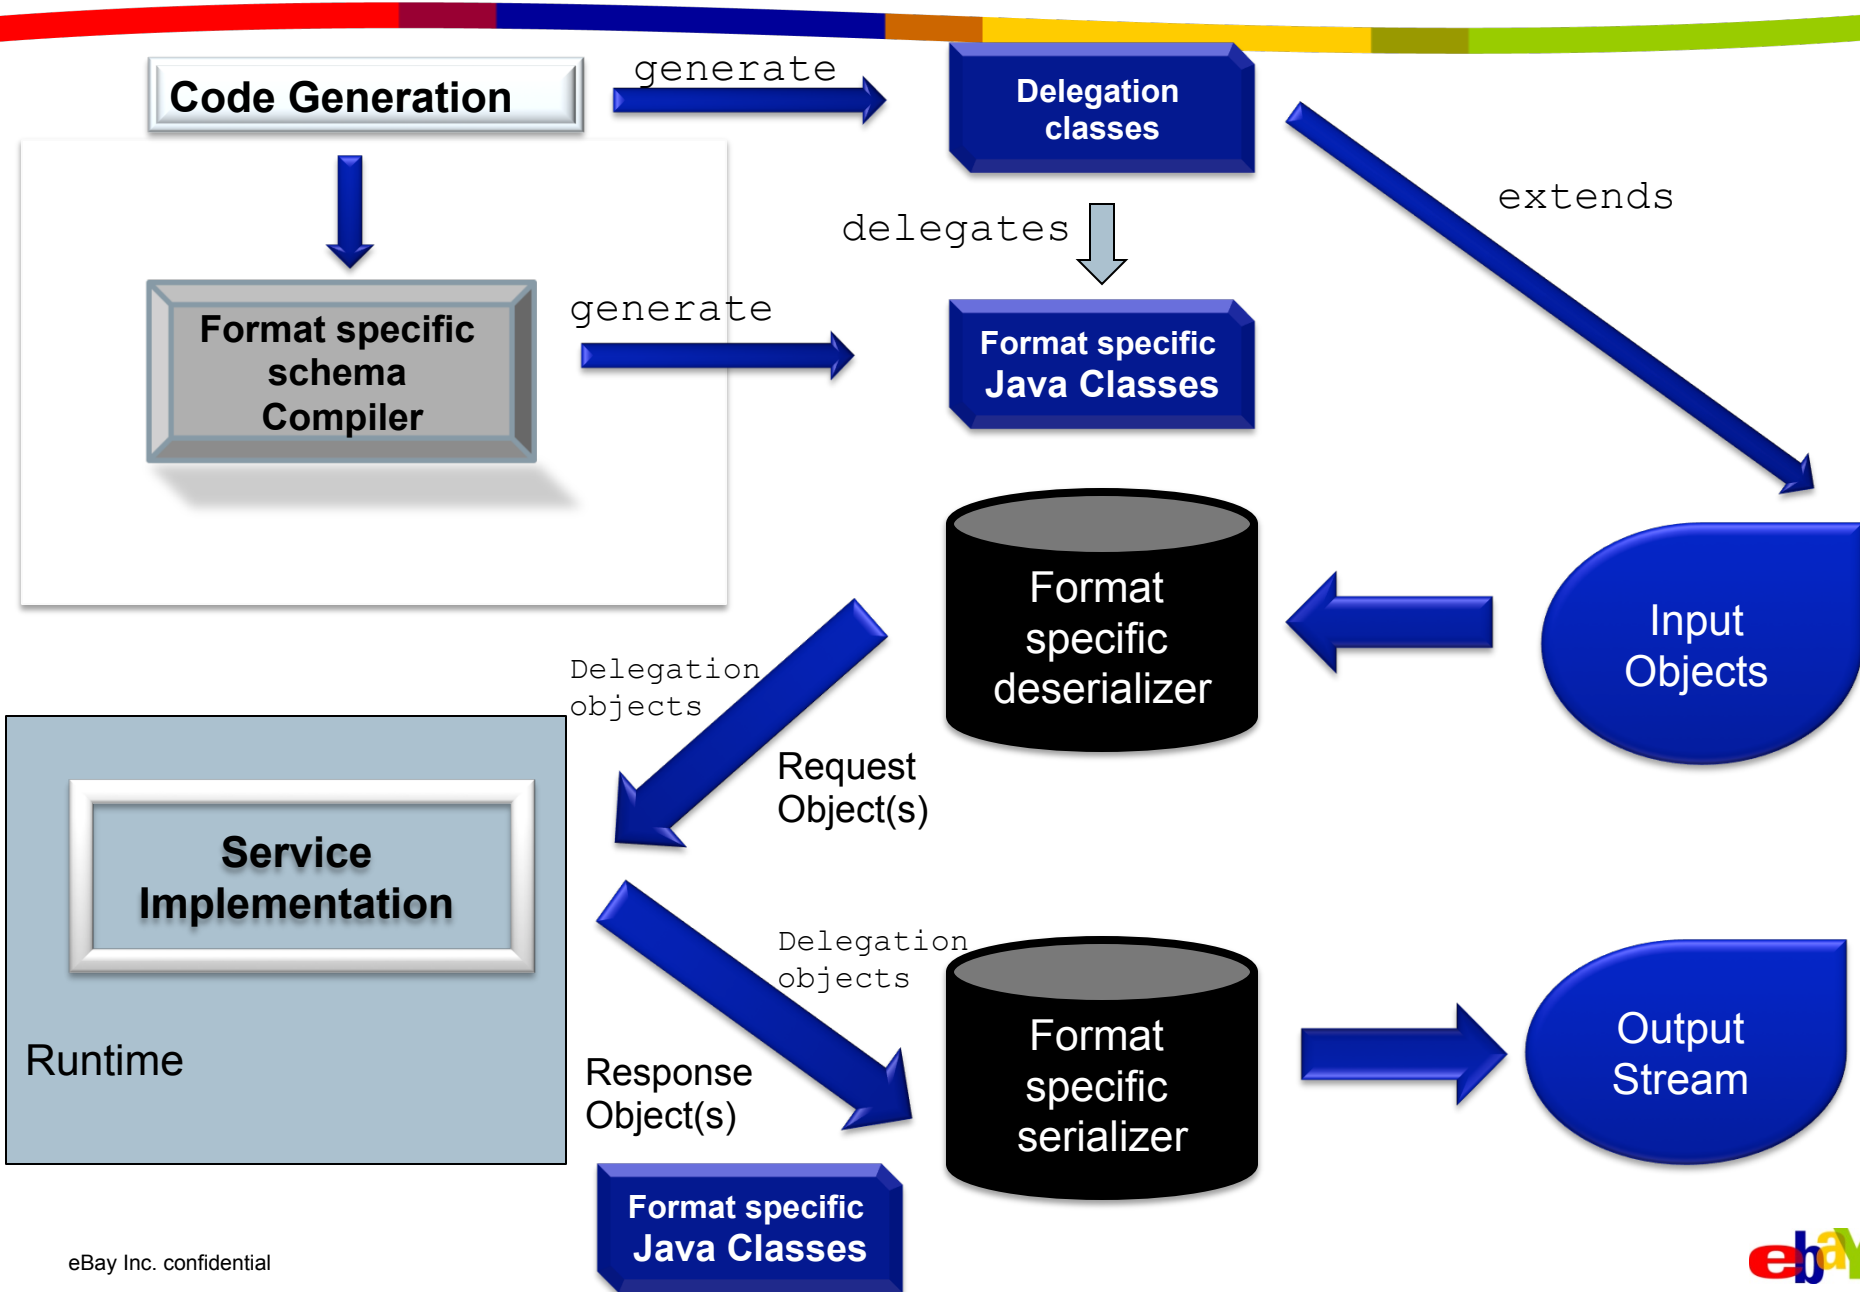 Code Generation
generate
Delegation
classes
extends
delegates
Format specific
schema
Compiler
generate
Format specific
Java Classes
Format
specific
deserializer
Input
Objects
Delegation
objects
Request
Object(s)
Service
Implementation
Runtime
Delegation
objects
Response
Object(s)
Format
specific
serializer
Output
Stream
Format specific
Java Classes
eBay Inc. confidential
ebaY